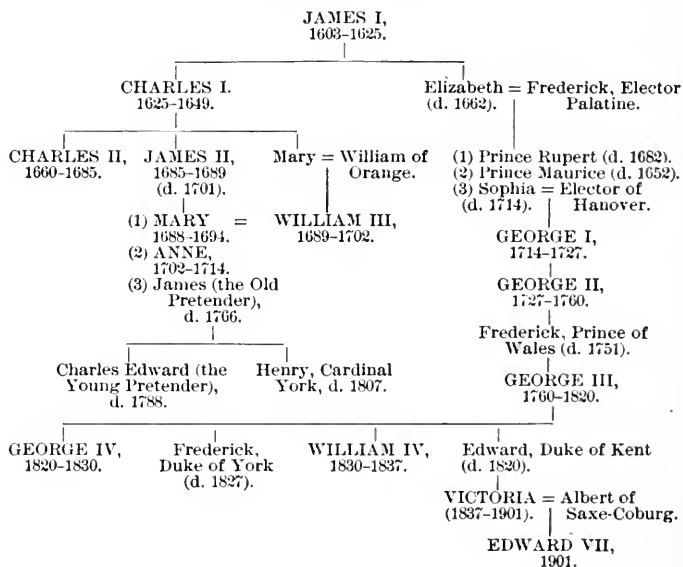 JAMES I,
1603-1625.
CHARLES I.
1625-1649.
Elizabeth = Frederick, Elector
(d. 1662). Palatine.
CHARLES II,
1660-1685.
JAMES II,
1685-1689
(d. 1701).
Mary = William of
Orange.
(1) Prince Rupert (d. 1682).
(2) Prince Maurice (d. 1652).
(3) Sophia = Elector of
(d. 1714). Hanover.
(1) MARY = WILLIAM III,
1688-1694. 1689-1702.
(2) ANNE,
1702-1714.
(3) James (the Old
Pretender),
d. 1766.
GEORGE I,
1714-1727.
GEORGE II,
1727-1760.
Frederick, Prince of
Wales (d. 1751).
Charles Edward (the
Young Pretender),
d. 1788.
Henry, Cardinal
York, d. 1807.
GEORGE III,
1760-1820.
GEORGE IV,
1820-1830.
Frederick,
Duke of York
(d. 1827).
WILLIAM IV,
1830-1837.
Edward, Duke of Kent
(d. 1820).
VICTORIA = Albert of
(1837-1901). Saxe-Coburg.
EDWARD VII,
1901.